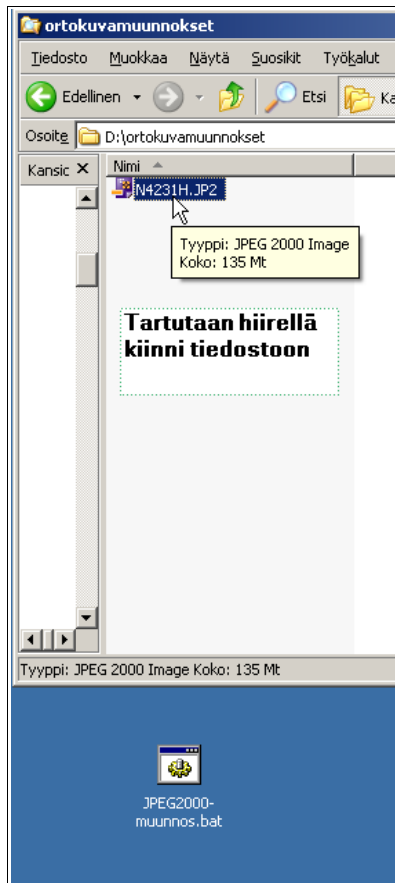 ortokuvamuunnokset
Tiedosto Muokkaa Näytä Suosikit Työkalut
Edellinen Etsi Ka
Osoite D:\ortokuvamuunnokset
Kansic Nimi
N4231H.JP2
Tyyppi: JPEG 2000 Image
Koko: 135 Mt
Tartutaan hiirellä
kiinni tiedostoon
Tyyppi: JPEG 2000 Image Koko: 135 Mt
JPEG2000-
muunnos.bat